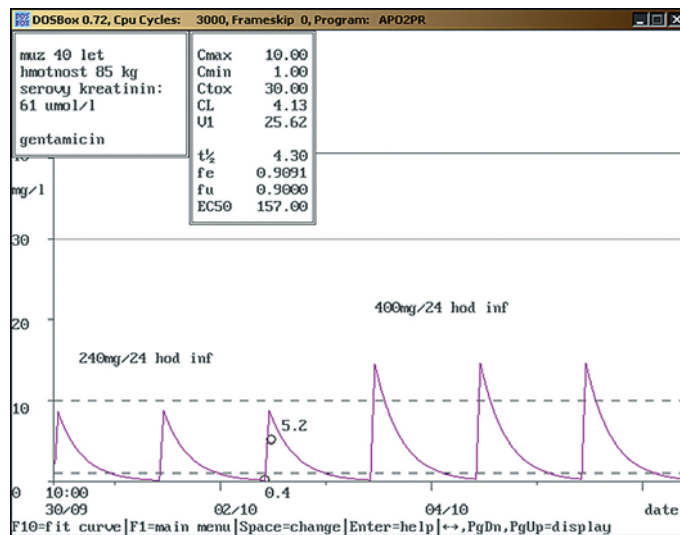 DOSBox 0.72, Cpu Cycles: 3000, Frameskip 0, Program: APO2PR
muz 40 let
hmotnost 85 kg
serovy kreatinin:
61 umol/l
gentamicin
Cmax 10.00
Cmin 1.00
Ctox 30.00
CL 4.13
V1 25.62
t½ 4.30
fe 0.9091
fu 0.9000
EC50 157.00
mg/l
30
400mg/24 hod inf
20
240mg/24 hod inf
10
5.2
0 10:00 0.4
30/09 02/10 04/10 date
F10=fit curve|F1=main menu|Space=change|Enter=help|↔,PgDn,PgUp=display